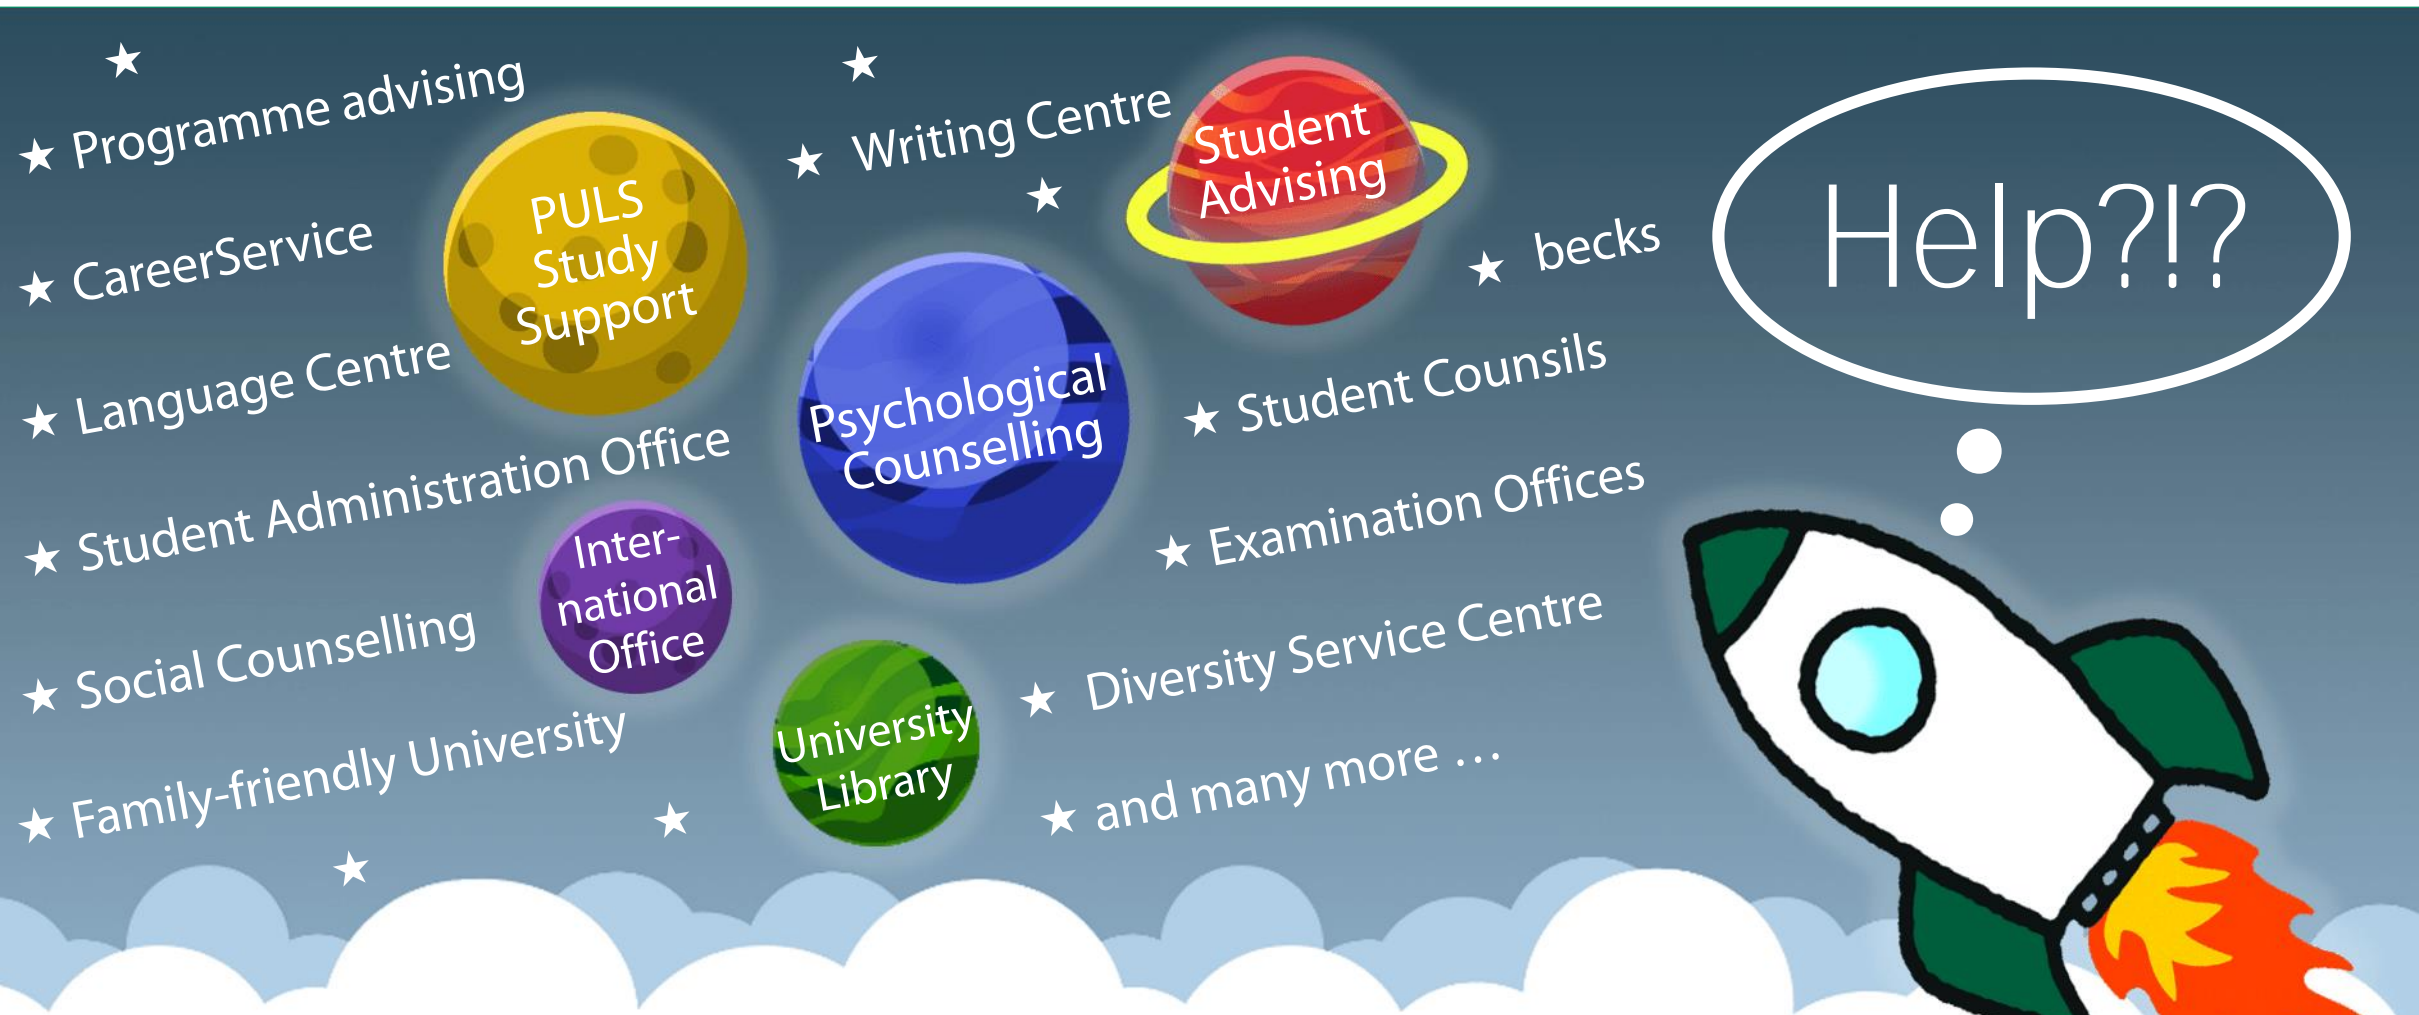 Programme advising
CareerService
Language Centre
Student Administration Office
Social Counselling
Family-friendly University
PULS
Study
Support
Inter-
national
Office
Writing Centre
Psychological
Counselling
University
Library
Student
Advising
becks
Student Counsils
Examination Offices
Diversity Service Centre
and many more …
Help?!?